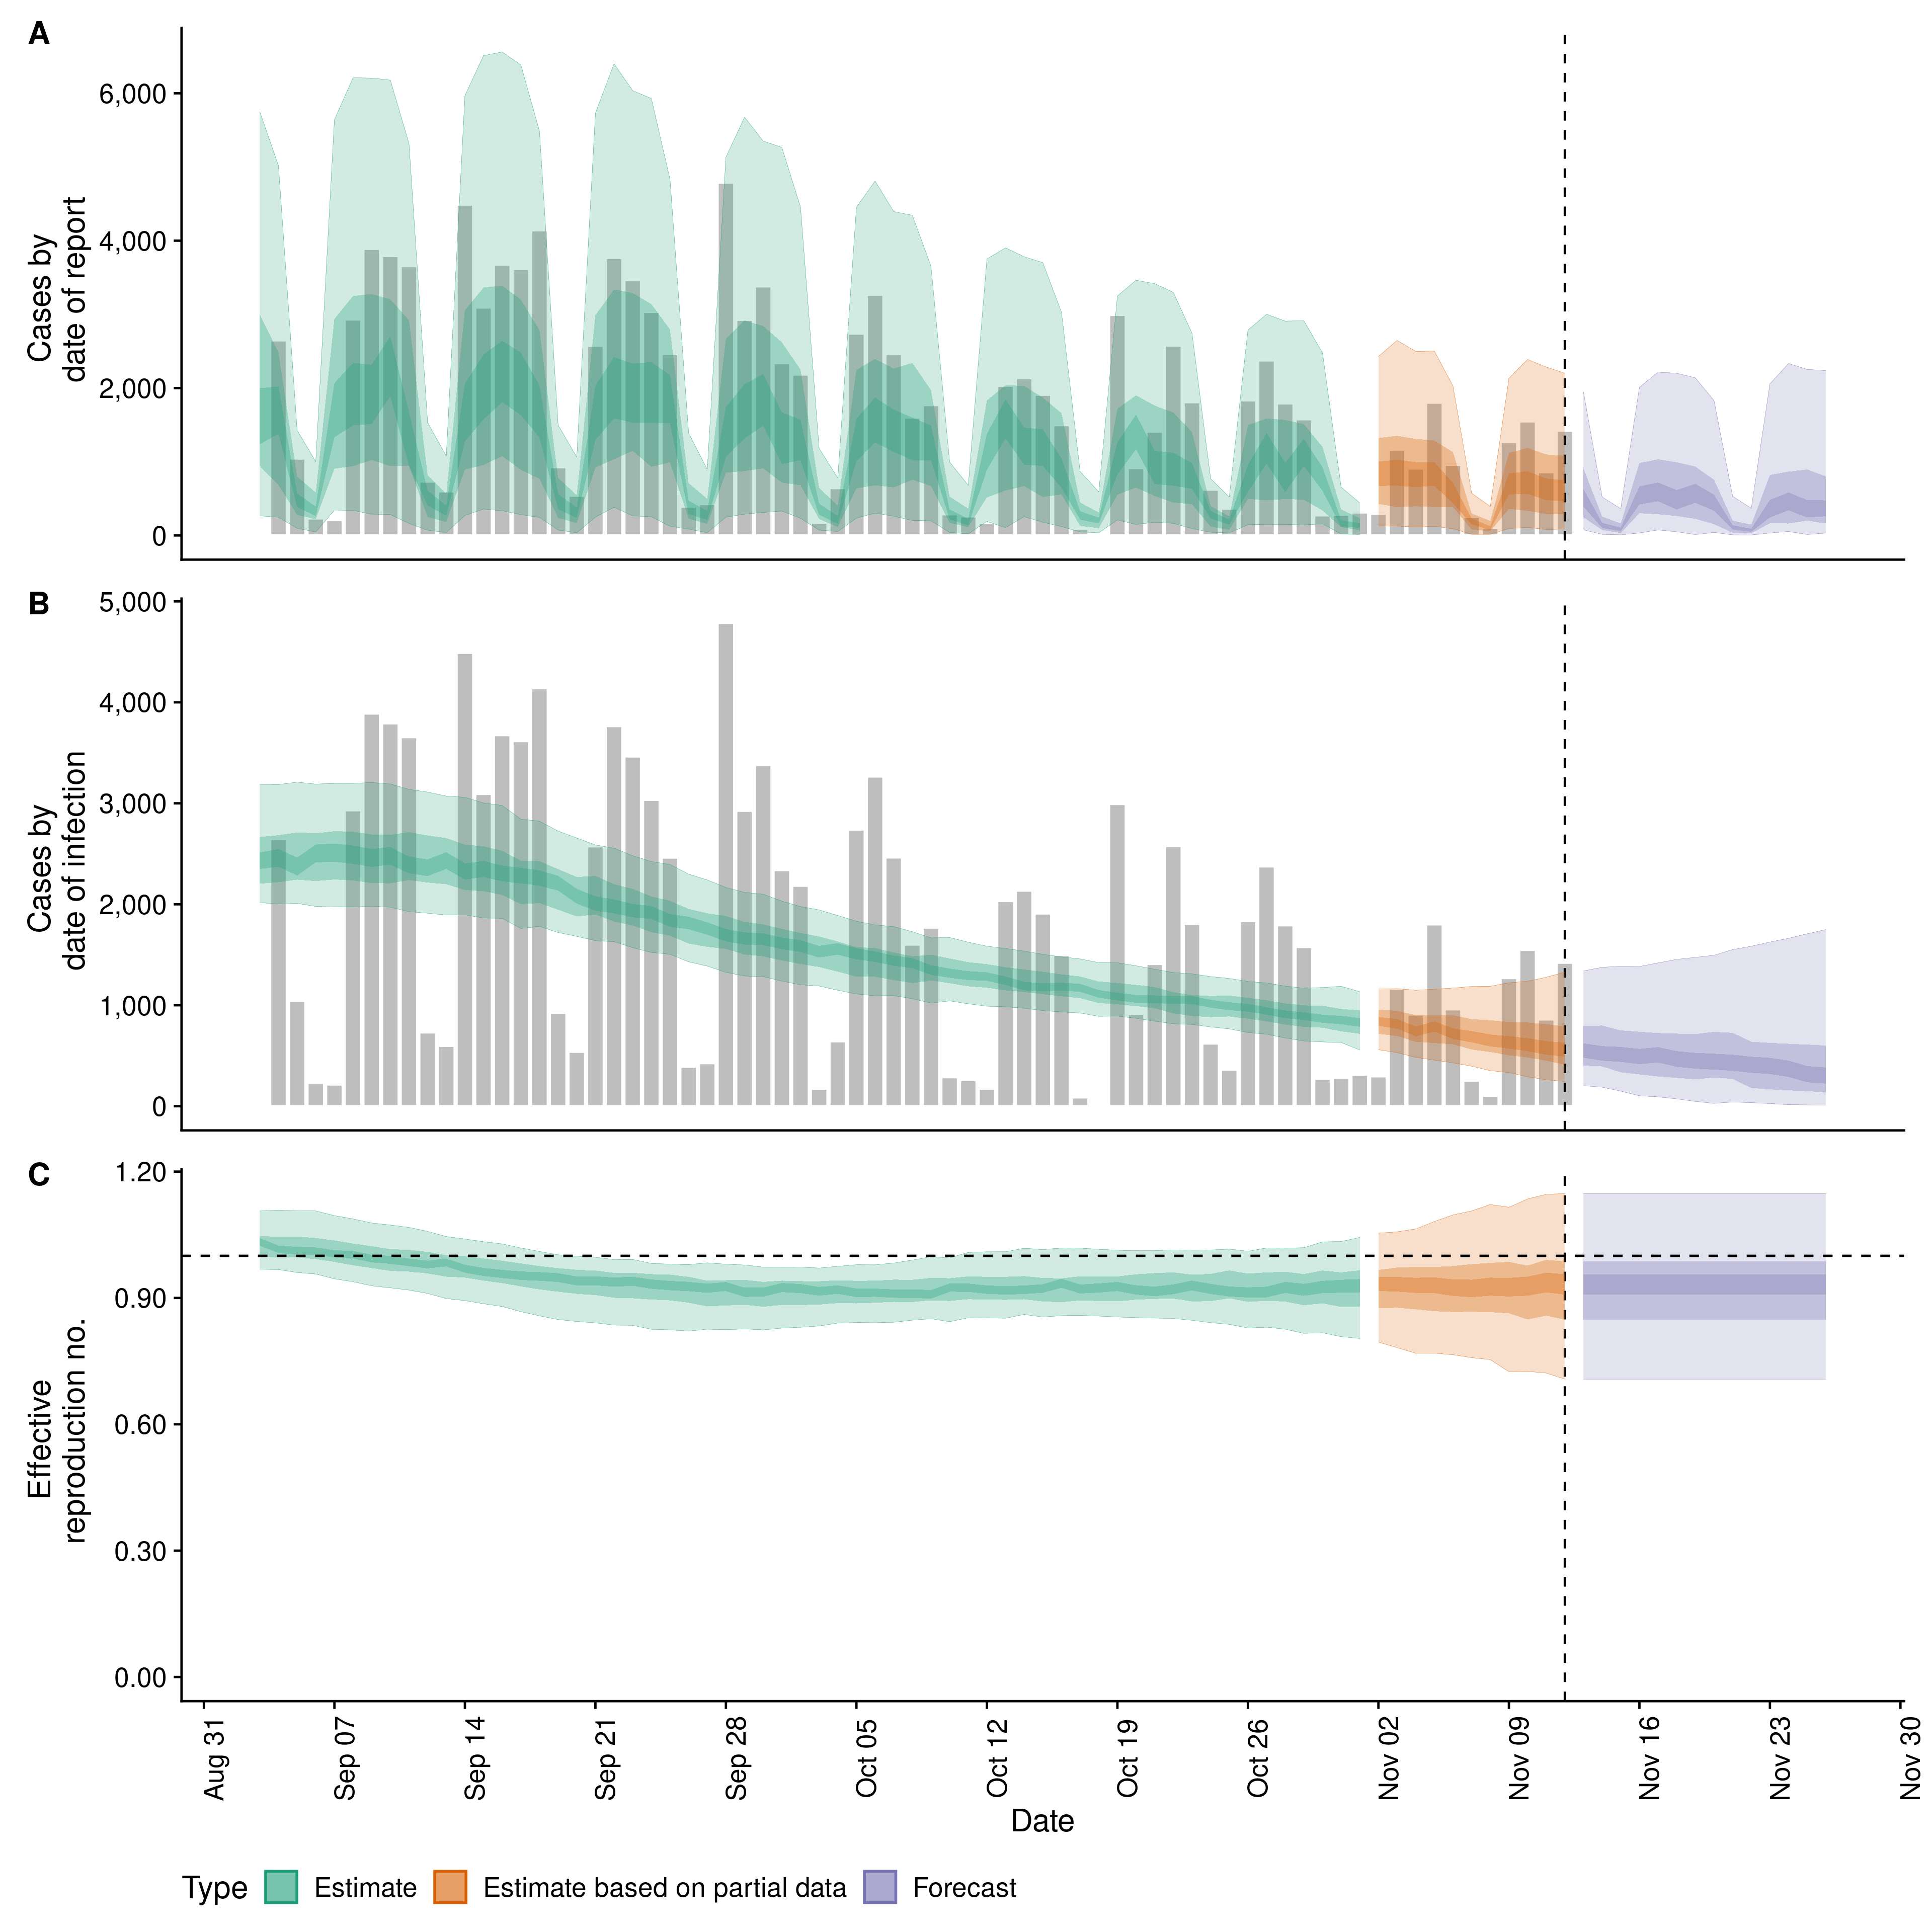 A
Cases by
date of report
6,000
4,000
2,000
0
B
Cases by
date of infection
5,000
4,000
3,000
2,000
1,000
0
C
Effective
reproduction no.
1.20
0.90
0.60
0.30
0.00
Aug 31
Sep 07
Sep 14
Sep 21
Sep 28
Oct 05
Oct 12
Oct 19
Oct 26
Nov 02
Nov 09
Nov 16
Nov 23
Nov 30
Date
Type Estimate Estimate based on partial data Forecast